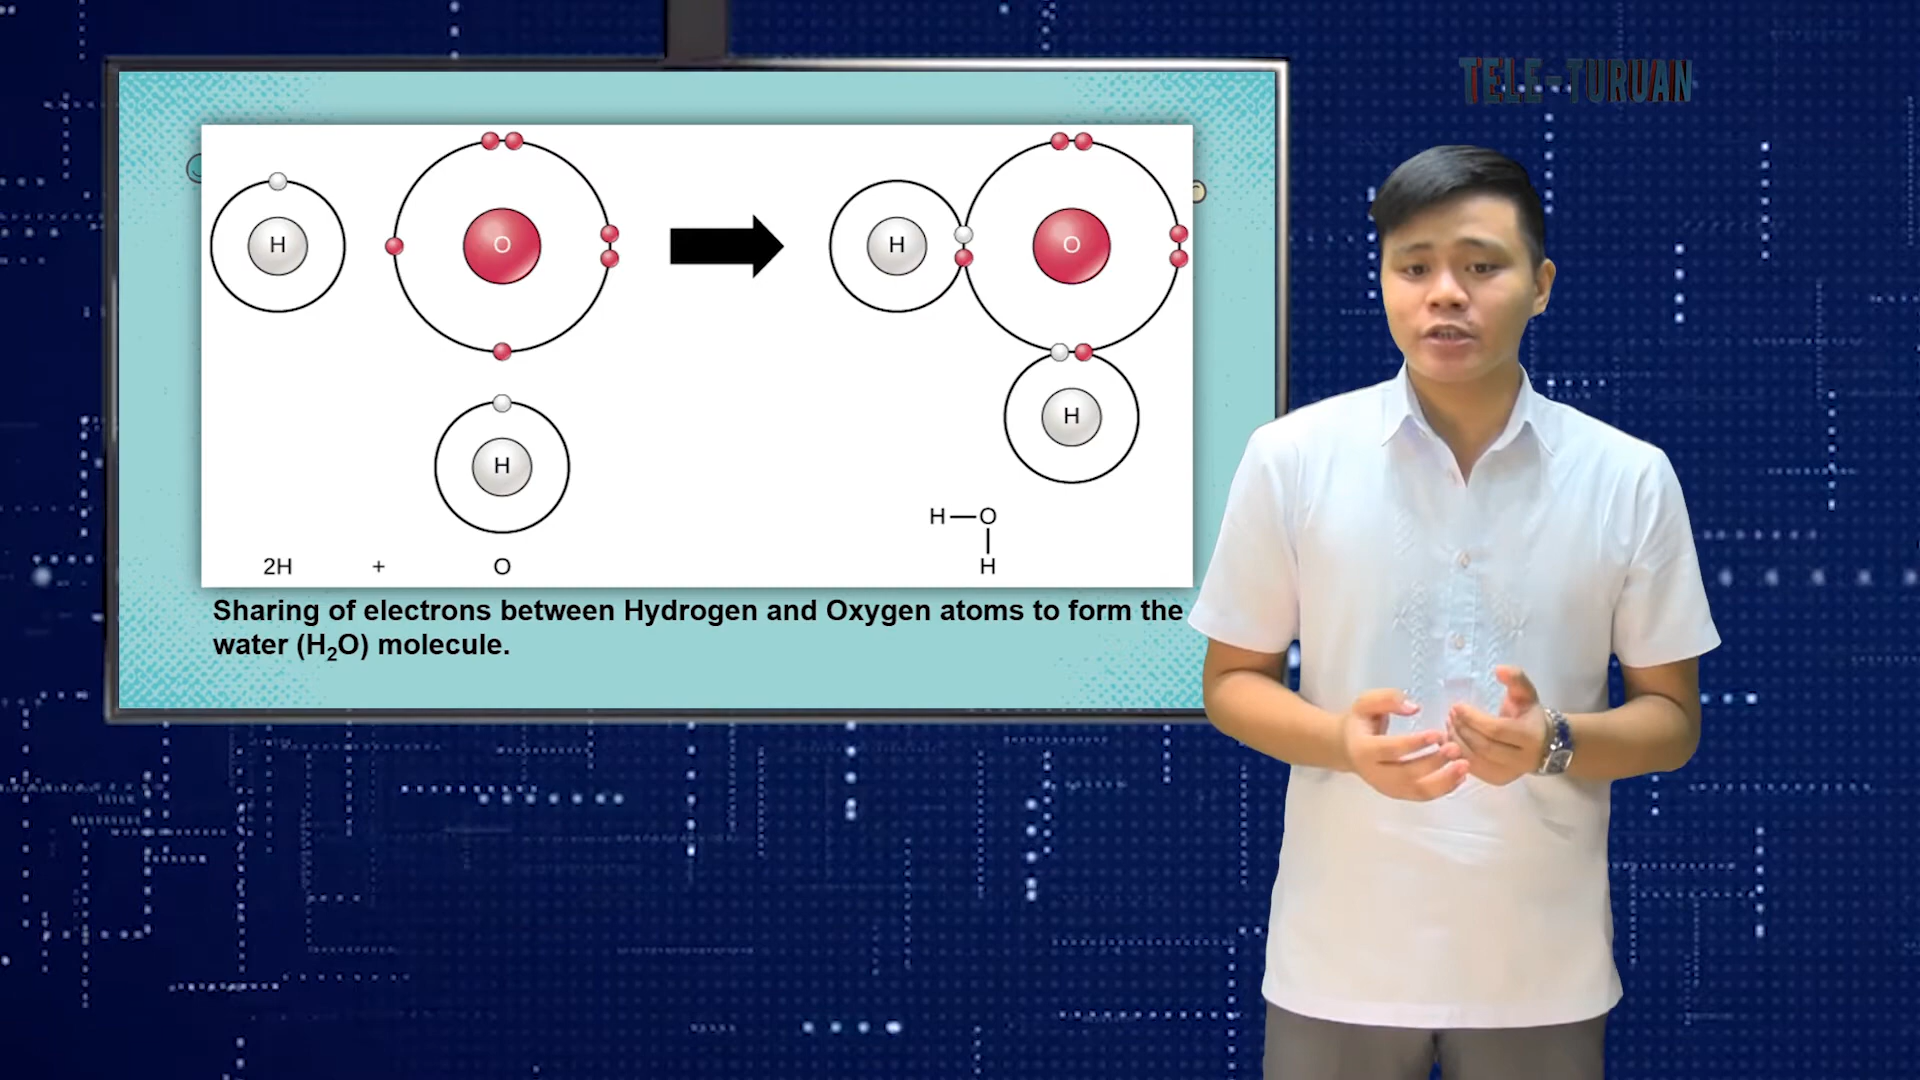 TELE-TURUAN
H
O
H
O
H
H
H—O
H
2H + O
Sharing of electrons between Hydrogen and Oxygen atoms to form the
water (H₂O) molecule.